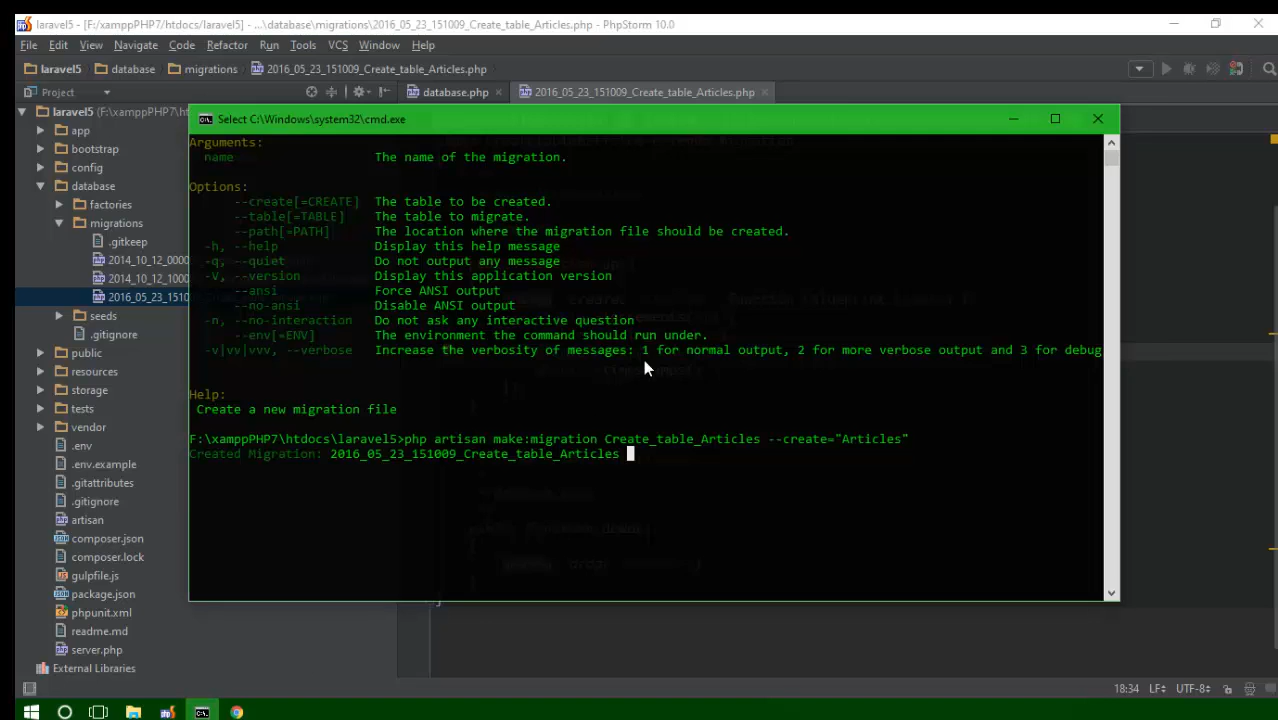 laravel5 - [F:/xamppPHP7/htdocs/laravel5] - ...\database\migrations\2016_05_23_151009_Create_table_Articles.php - PhpStorm 10.0
File Edit View Navigate Code Refactor Run Tools VCS Window Help
laravel5 database migrations 2016_05_23_151009_Create_table_Articles.php
Project database.php 2016_05_23_151009_Create_table_Articles.php
laravel5 (F:\xamppPHP7\ht
app
bootstrap
config
database
factories
migrations
.gitkeep
2014_10_12_0000
2014_10_12_1000
2016_05_23_1510
seeds
.gitignore
public
resources
storage
tests
vendor
.env
.env.example
.gitattributes
.gitignore
artisan
composer.json
composer.lock
gulpfile.js
package.json
phpunit.xml
readme.md
server.php
External Libraries
Select C:\Windows\system32\cmd.exe
Arguments:
name The name of the migration.
Options:
--create[=CREATE] The table to be created.
--table[=TABLE] The table to migrate.
--path[=PATH] The location where the migration file should be created.
-h, --help Display this help message
-q, --quiet Do not output any message
-V, --version Display this application version
--ansi Force ANSI output
--no-ansi Disable ANSI output
-n, --no-interaction Do not ask any interactive question
--env[=ENV] The environment the command should run under.
-v|vv|vvv, --verbose Increase the verbosity of messages: 1 for normal output, 2 for more verbose output and 3 for debug
Help:
Create a new migration file
F:\xamppPHP7\htdocs\laravel5>php artisan make:migration Create_table_Articles --create="Articles"
Created Migration: 2016_05_23_151009_Create_table_Articles
18:34 LF UTF-8